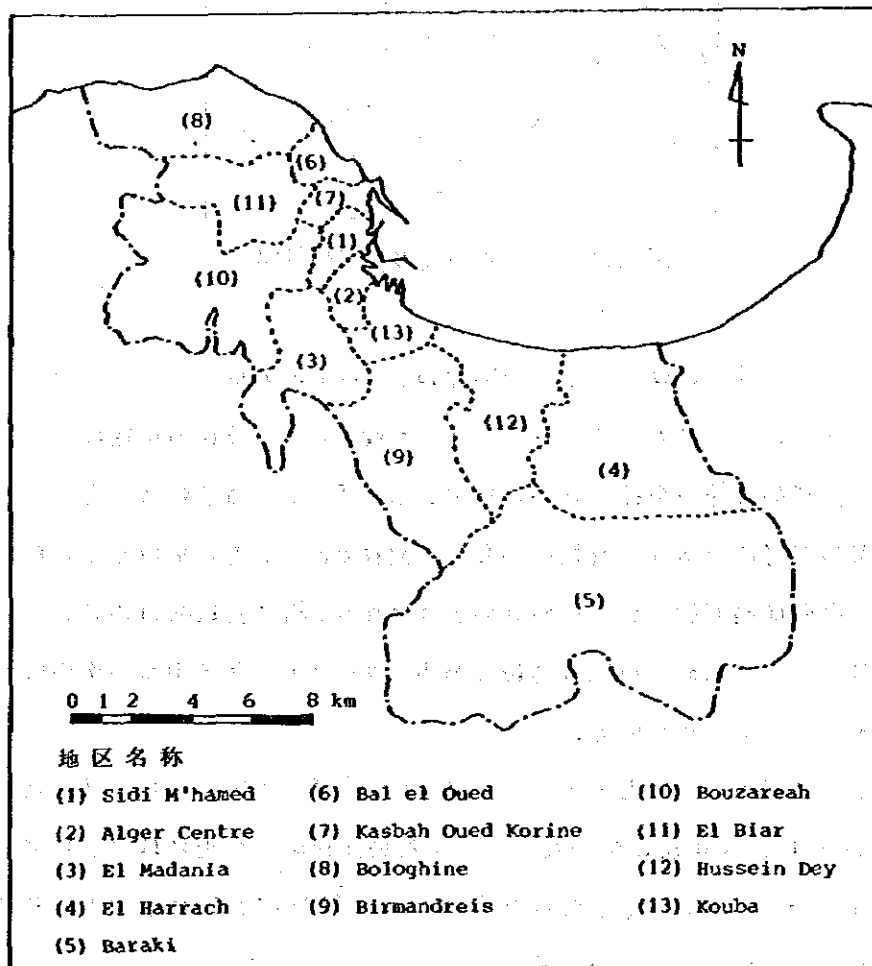 N
(8)
(6)
(11)
(7)
(1)
(10)
(2)
(13)
(3)
(12)
(9)
(4)
(5)
0 1 2 4 6 8 km
地区名称
(1) Sidi M'hamed (6) Bal el Oued (10) Bouzareah
(2) Alger Centre (7) Kasbah Oued Korine (11) El Biar
(3) El Madania (8) Bologhine (12) Hussein Dey
(4) El Harrach (9) Birmandreis (13) Kouba
(5) Baraki